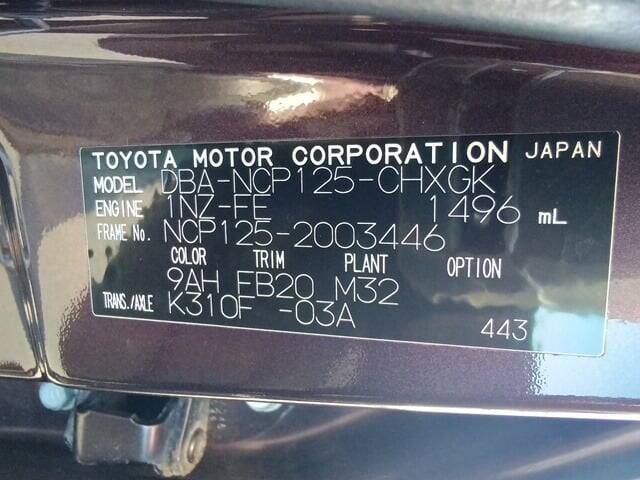 TOYOTA MOTOR CORPORATION JAPAN
MODEL DBA-NCP125-CHXGK
ENGINE 1NZ-FE 1496 mL
FRAME No. NCP125-2003446
COLOR TRIM PLANT OPTION
9AH FB20 M32
TRANS./AXLE K310F -03A
443